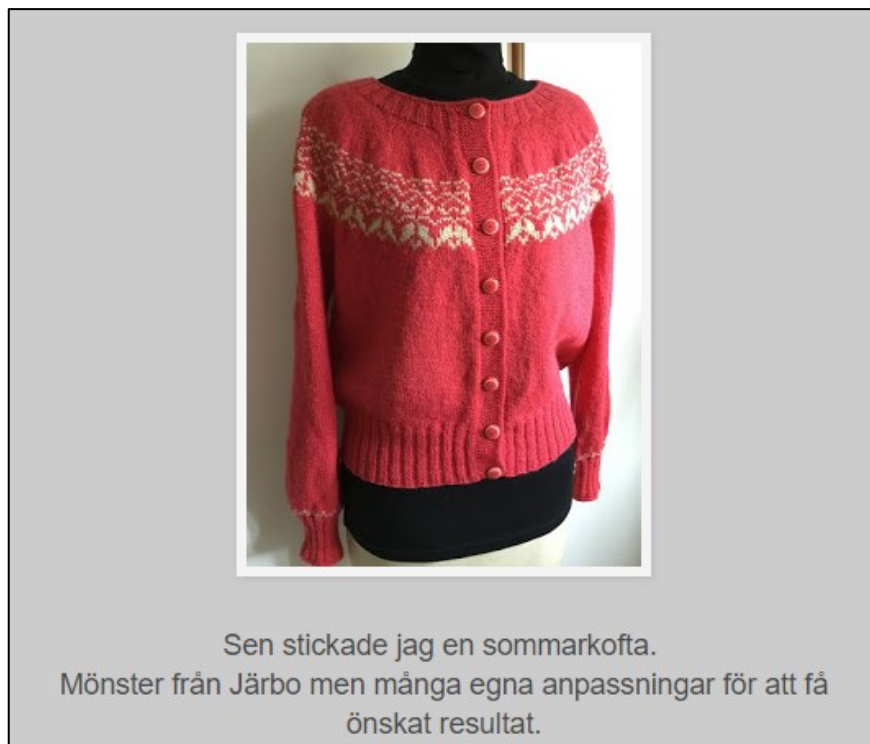 Sen stickade jag en sommarkofta.
Mönster från Järbo men många egna anpassningar för att få
önskat resultat.